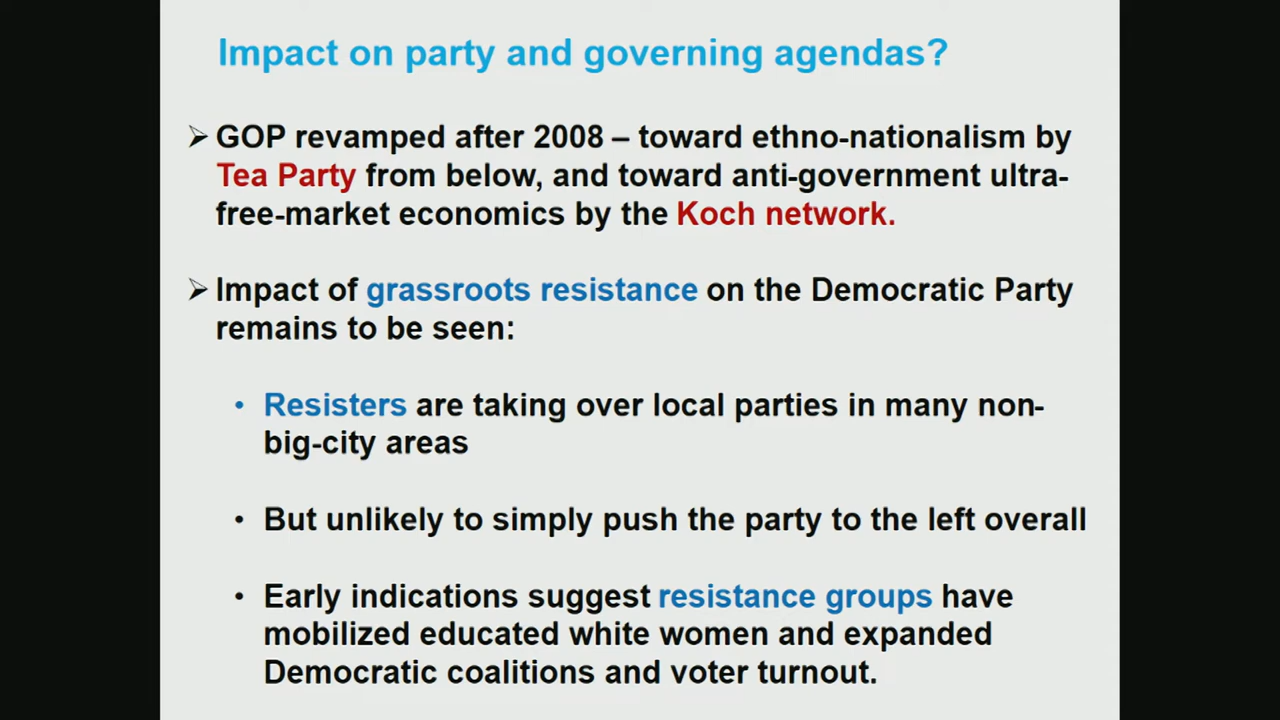 Impact on party and governing agendas?
➢ GOP revamped after 2008 – toward ethno-nationalism by
Tea Party from below, and toward anti-government ultra-
free-market economics by the Koch network.
➢ Impact of grassroots resistance on the Democratic Party
remains to be seen:
• Resisters are taking over local parties in many non-
big-city areas
• But unlikely to simply push the party to the left overall
• Early indications suggest resistance groups have
mobilized educated white women and expanded
Democratic coalitions and voter turnout.